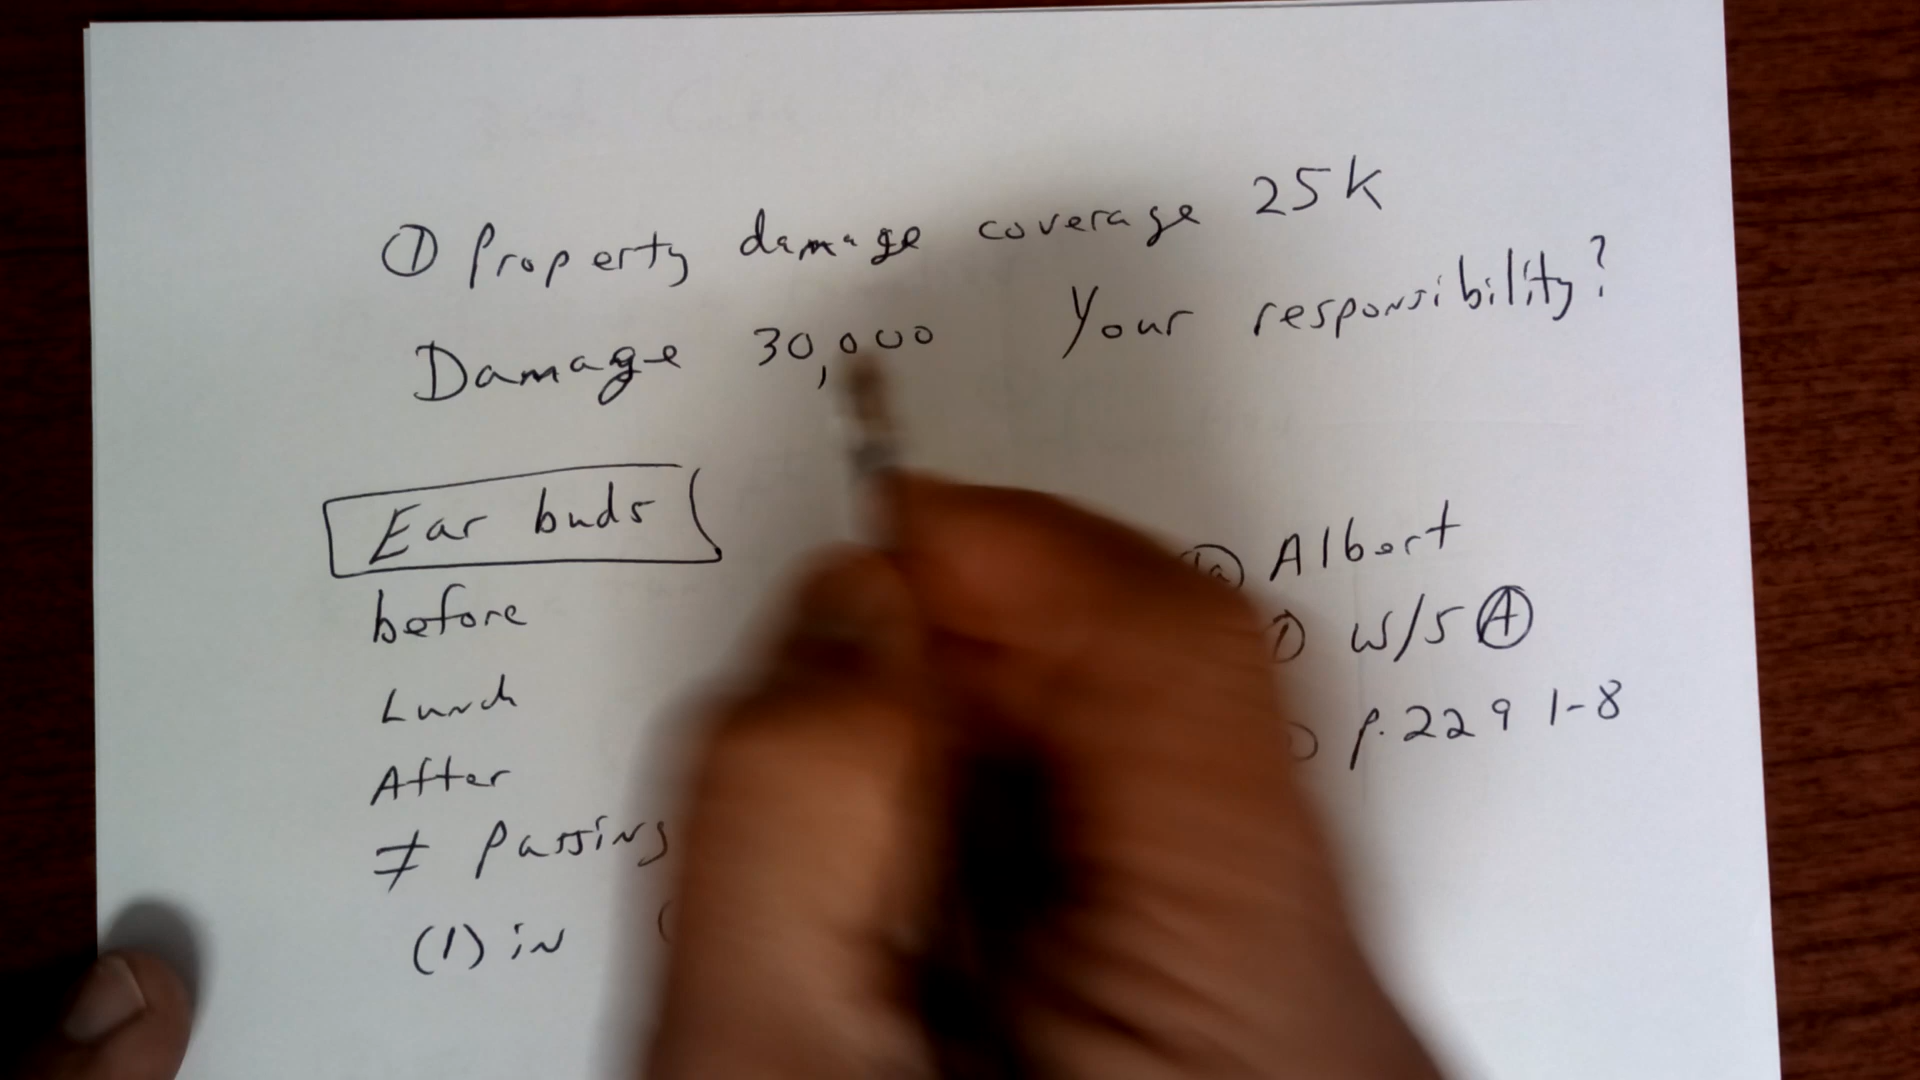 ① Property damage coverage 25k
Damage 30,000 Your responsibility?
Ear buds
before
Lunch
After
≠ Passing
(1) in
Albert
① W/S Ⓐ
p. 229 1-8